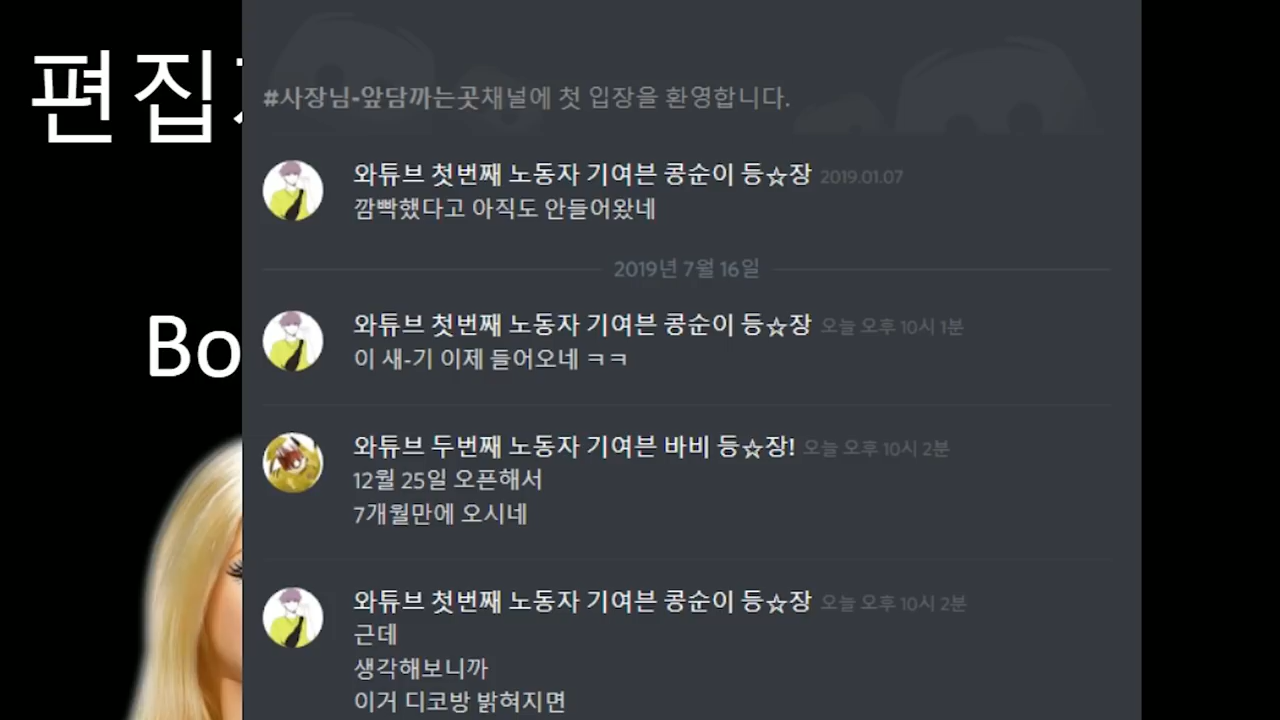 편집
#사장님-앞담까는곳채널에 첫 입장을 환영합니다.
와튜브 첫번째 노동자 기여븐 콩순이 등☆장 2019.01.07
깜빡했다고 아직도 안들어왔네
2019년 7월 16일
와튜브 첫번째 노동자 기여븐 콩순이 등☆장 오늘 오후 10시 1분
이 새-기 이제 들어오네 ㅋㅋ
Bo
와튜브 두번째 노동자 기여븐 바비 등☆장! 오늘 오후 10시 2분
12월 25일 오픈해서
7개월만에 오시네
와튜브 첫번째 노동자 기여븐 콩순이 등☆장 오늘 오후 10시 2분
근데
생각해보니까
이거 디코방 밝혀지면